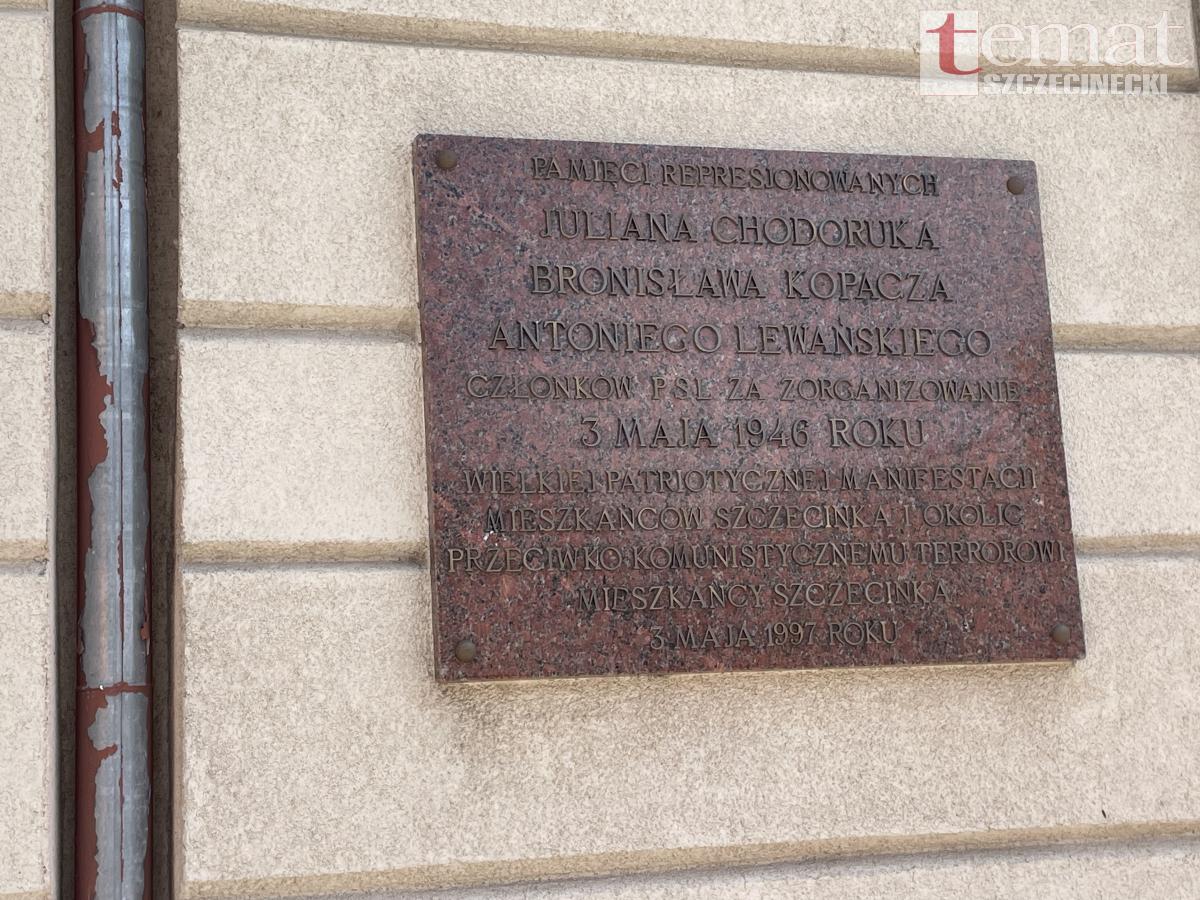 temat
SZCZECINECKI
PAMIĘCI REPRESJONOWANYCH
JULIANA CHODORUKA
BRONISŁAWA KOPACZA
ANTONIEGO LEWAŃSKIEGO
CZŁONKÓW PSL ZA ZORGANIZOWANIE
3 MAJA 1946 ROKU
WIELKIEJ PATRIOTYCZNEJ MANIFESTACJI
MIESZKAŃCÓW SZCZECINKA I OKOLIC
PRZECIWKO KOMUNISTYCZNEMU TERROROWI
MIESZKAŃCY SZCZECINKA
3 MAJA 1997 ROKU